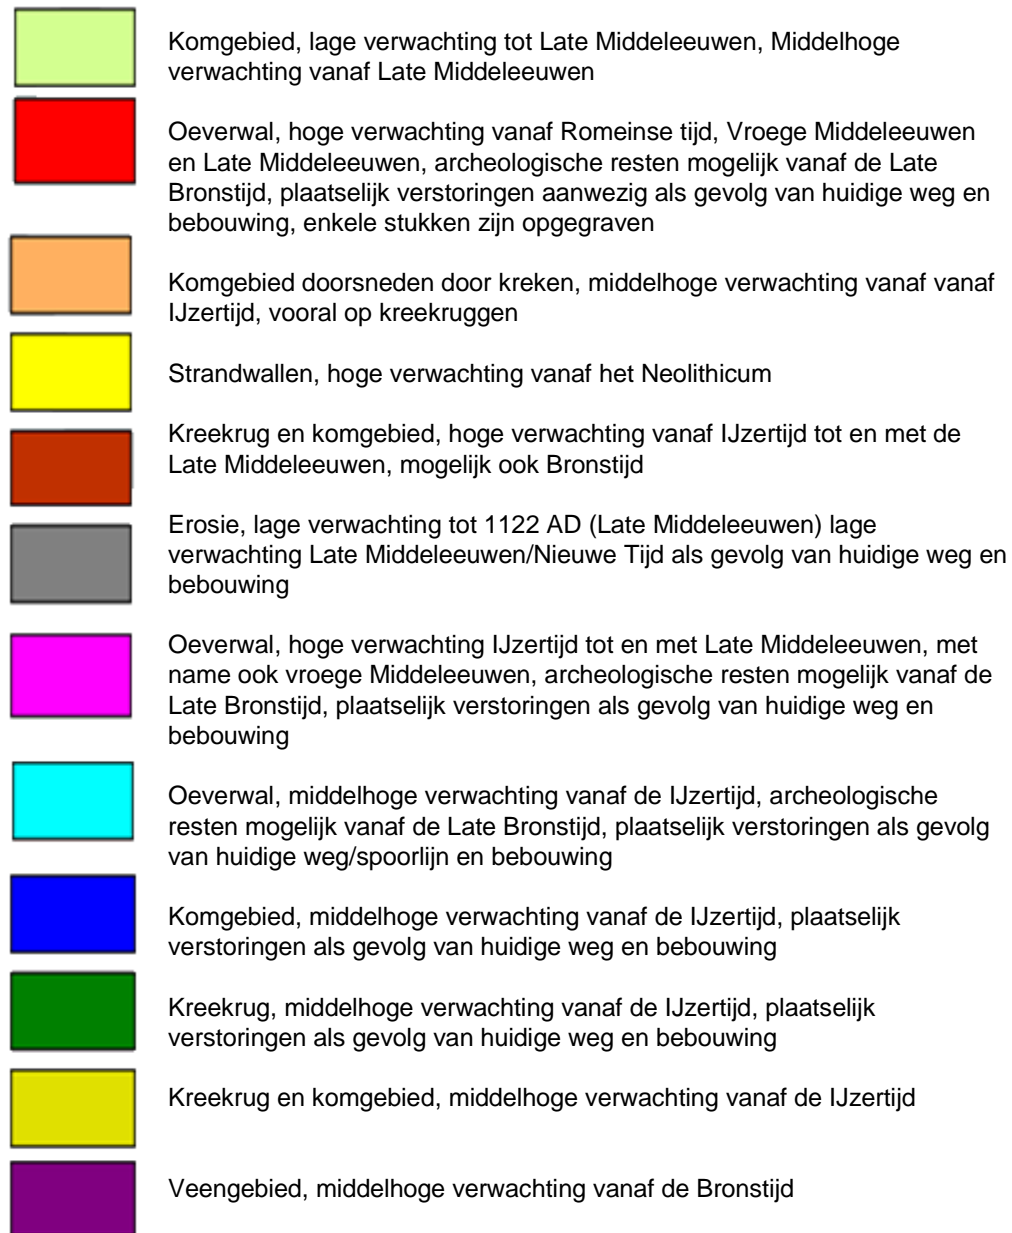 Komgebied, lage verwachting tot Late Middeleeuwen, Middelhoge
verwachting vanaf Late Middeleeuwen
Oeverwal, hoge verwachting vanaf Romeinse tijd, Vroege Middeleeuwen
en Late Middeleeuwen, archeologische resten mogelijk vanaf de Late
Bronstijd, plaatselijk verstoringen aanwezig als gevolg van huidige weg en
bebouwing, enkele stukken zijn opgegraven
Komgebied doorsneden door kreken, middelhoge verwachting vanaf vanaf
IJzertijd, vooral op kreekruggen
Strandwallen, hoge verwachting vanaf het Neolithicum
Kreekrug en komgebied, hoge verwachting vanaf IJzertijd tot en met de
Late Middeleeuwen, mogelijk ook Bronstijd
Erosie, lage verwachting tot 1122 AD (Late Middeleeuwen) lage
verwachting Late Middeleeuwen/Nieuwe Tijd als gevolg van huidige weg en
bebouwing
Oeverwal, hoge verwachting IJzertijd tot en met Late Middeleeuwen, met
name ook vroege Middeleeuwen, archeologische resten mogelijk vanaf de
Late Bronstijd, plaatselijk verstoringen als gevolg van huidige weg en
bebouwing
Oeverwal, middelhoge verwachting vanaf de IJzertijd, archeologische
resten mogelijk vanaf de Late Bronstijd, plaatselijk verstoringen als gevolg
van huidige weg/spoorlijn en bebouwing
Komgebied, middelhoge verwachting vanaf de IJzertijd, plaatselijk
verstoringen als gevolg van huidige weg en bebouwing
Kreekrug, middelhoge verwachting vanaf de IJzertijd, plaatselijk
verstoringen als gevolg van huidige weg en bebouwing
Kreekrug en komgebied, middelhoge verwachting vanaf de IJzertijd
Veengebied, middelhoge verwachting vanaf de Bronstijd